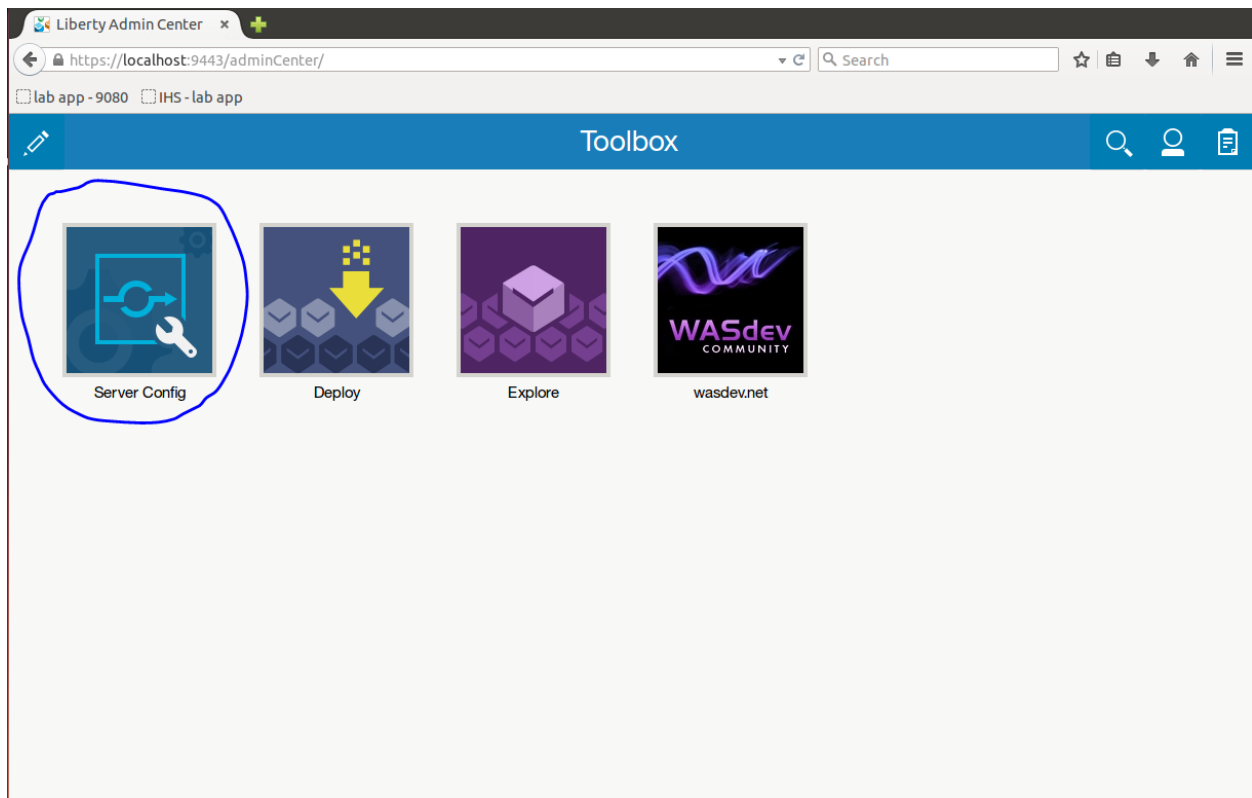 Liberty Admin Center
https://localhost:9443/adminCenter/
Search
lab app - 9080 IHS - lab app
Toolbox
WASdev
COMMUNITY
Server Config Deploy Explore wasdev.net